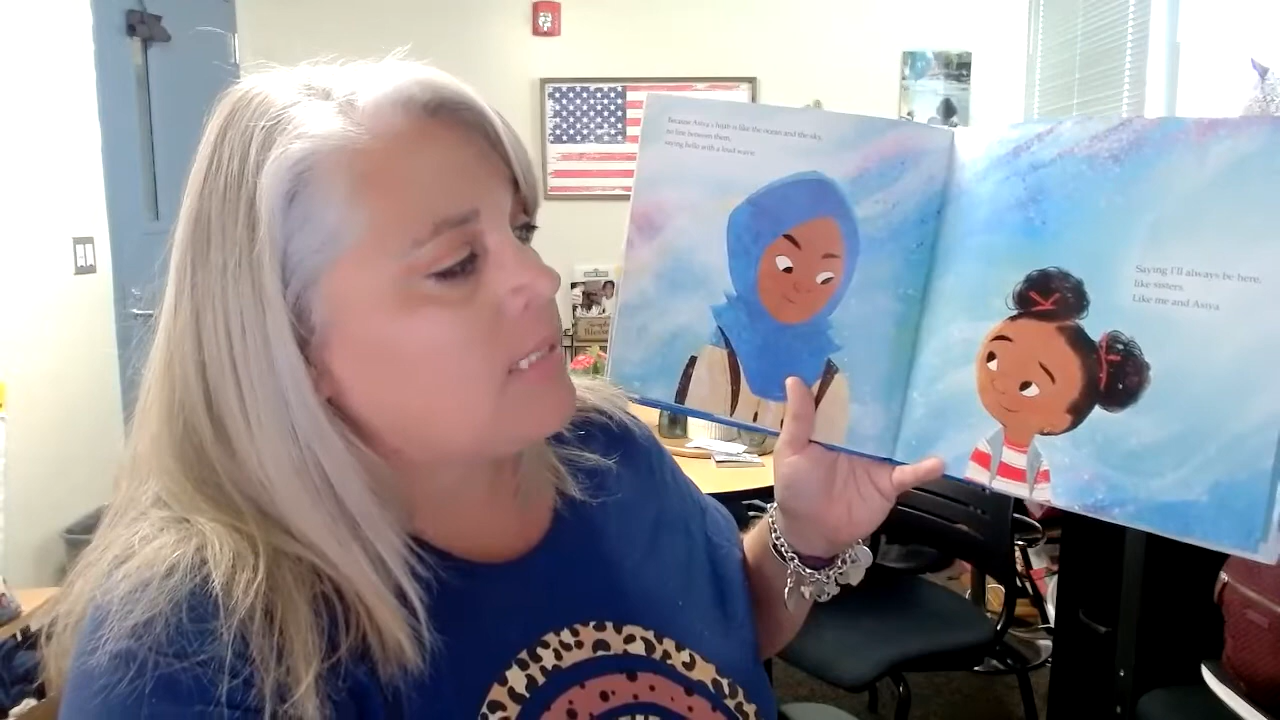 Because Asiya's hijab is like the ocean and the sky,
no line between them,
saying hello with a loud wave.
Saying I'll always be here,
like sisters.
Like me and Asiya.